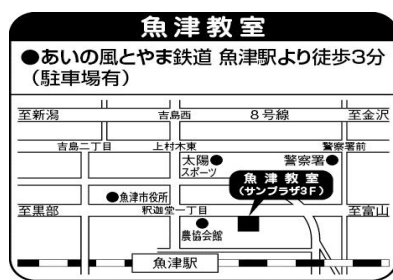 魚津教室
●あいの風とやま鉄道 魚津駅より徒歩3分
（駐車場有）
至新潟 吉島西 8号線 至金沢
吉島二丁目 上村木東 警察署前
太陽● 警察署●
スポーツ
魚津教室
（サンプラザ3F）
●魚津市役所
至黒部 釈迦堂一丁目 至富山
●
農協会館
魚津駅